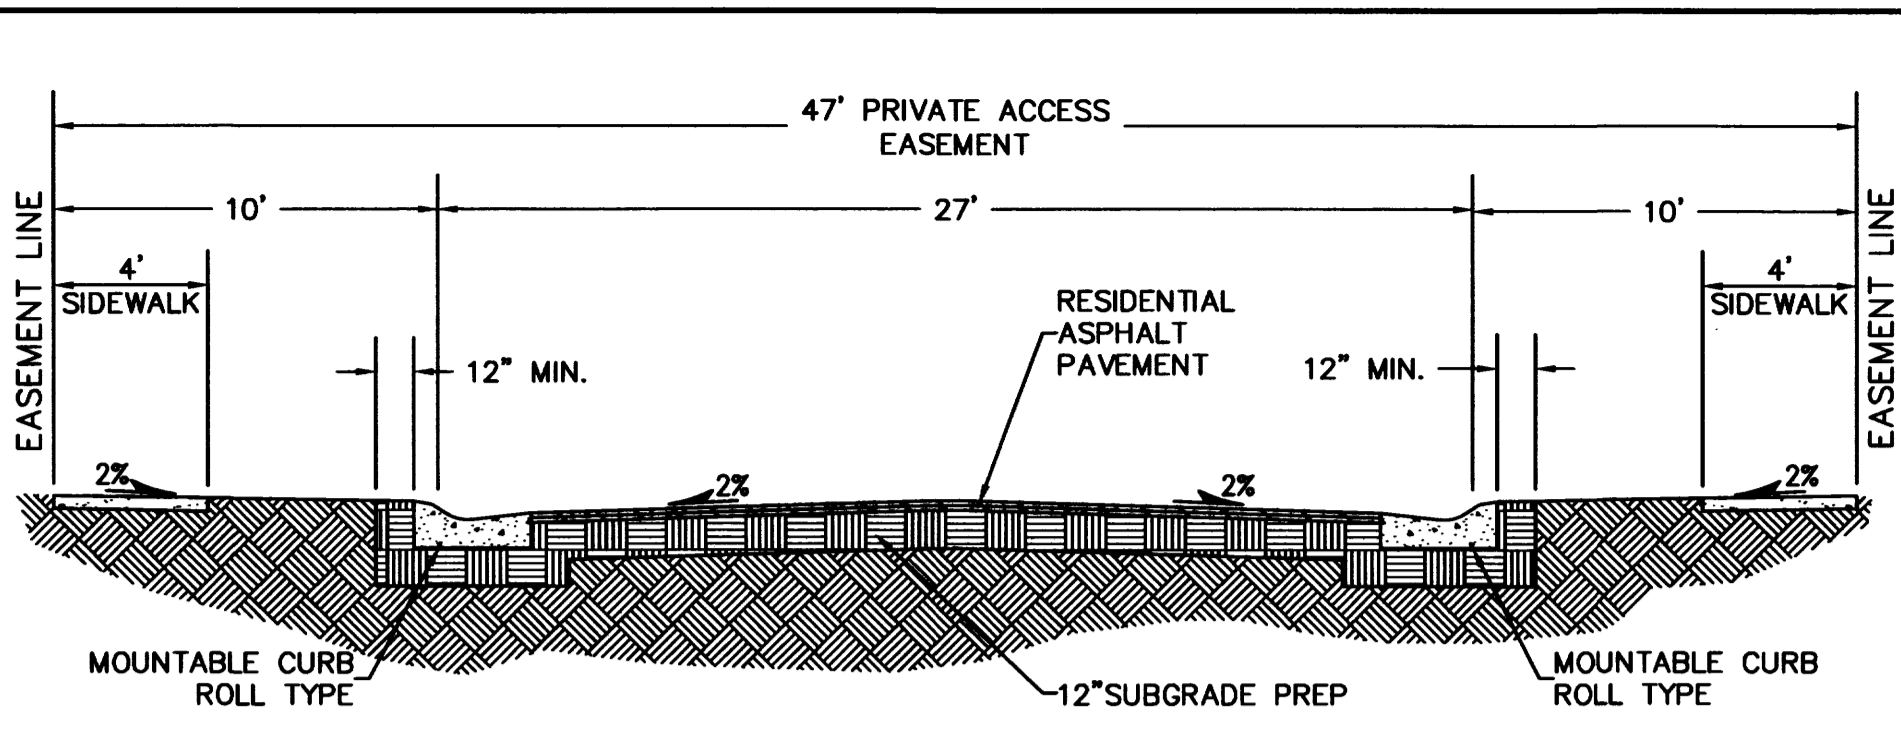 47' PRIVATE ACCESS
EASEMENT
10'
27'
10'
EASEMENT LINE
EASEMENT LINE
4'
SIDEWALK
4'
SIDEWALK
RESIDENTIAL
ASPHALT
PAVEMENT
12" MIN.
12" MIN.
2%
2%
2%
2%
MOUNTABLE CURB
ROLL TYPE
12"SUBGRADE PREP
MOUNTABLE CURB
ROLL TYPE